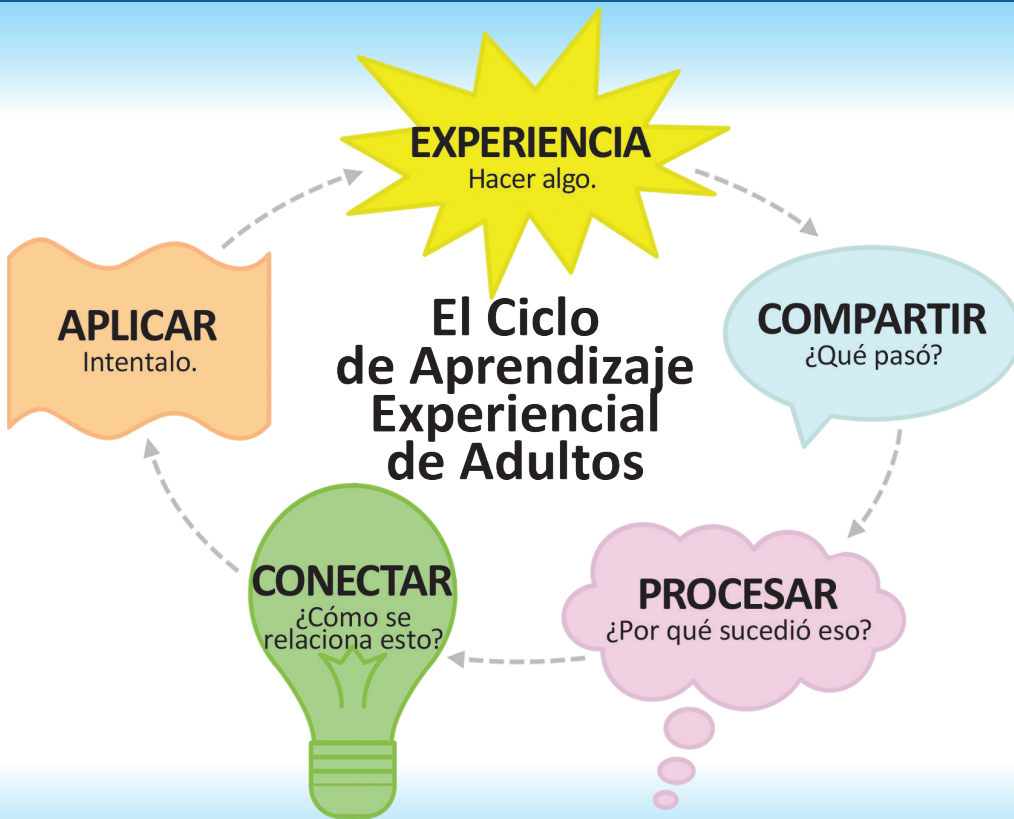 EXPERIENCIA
Hacer algo.
El Ciclo
de Aprendizaje
Experiencial
de Adultos
COMPARTIR
¿Qué pasó?
PROCESAR
¿Por qué sucedió eso?
CONECTAR
¿Cómo se
relaciona esto?
APLICAR
Intentalo.